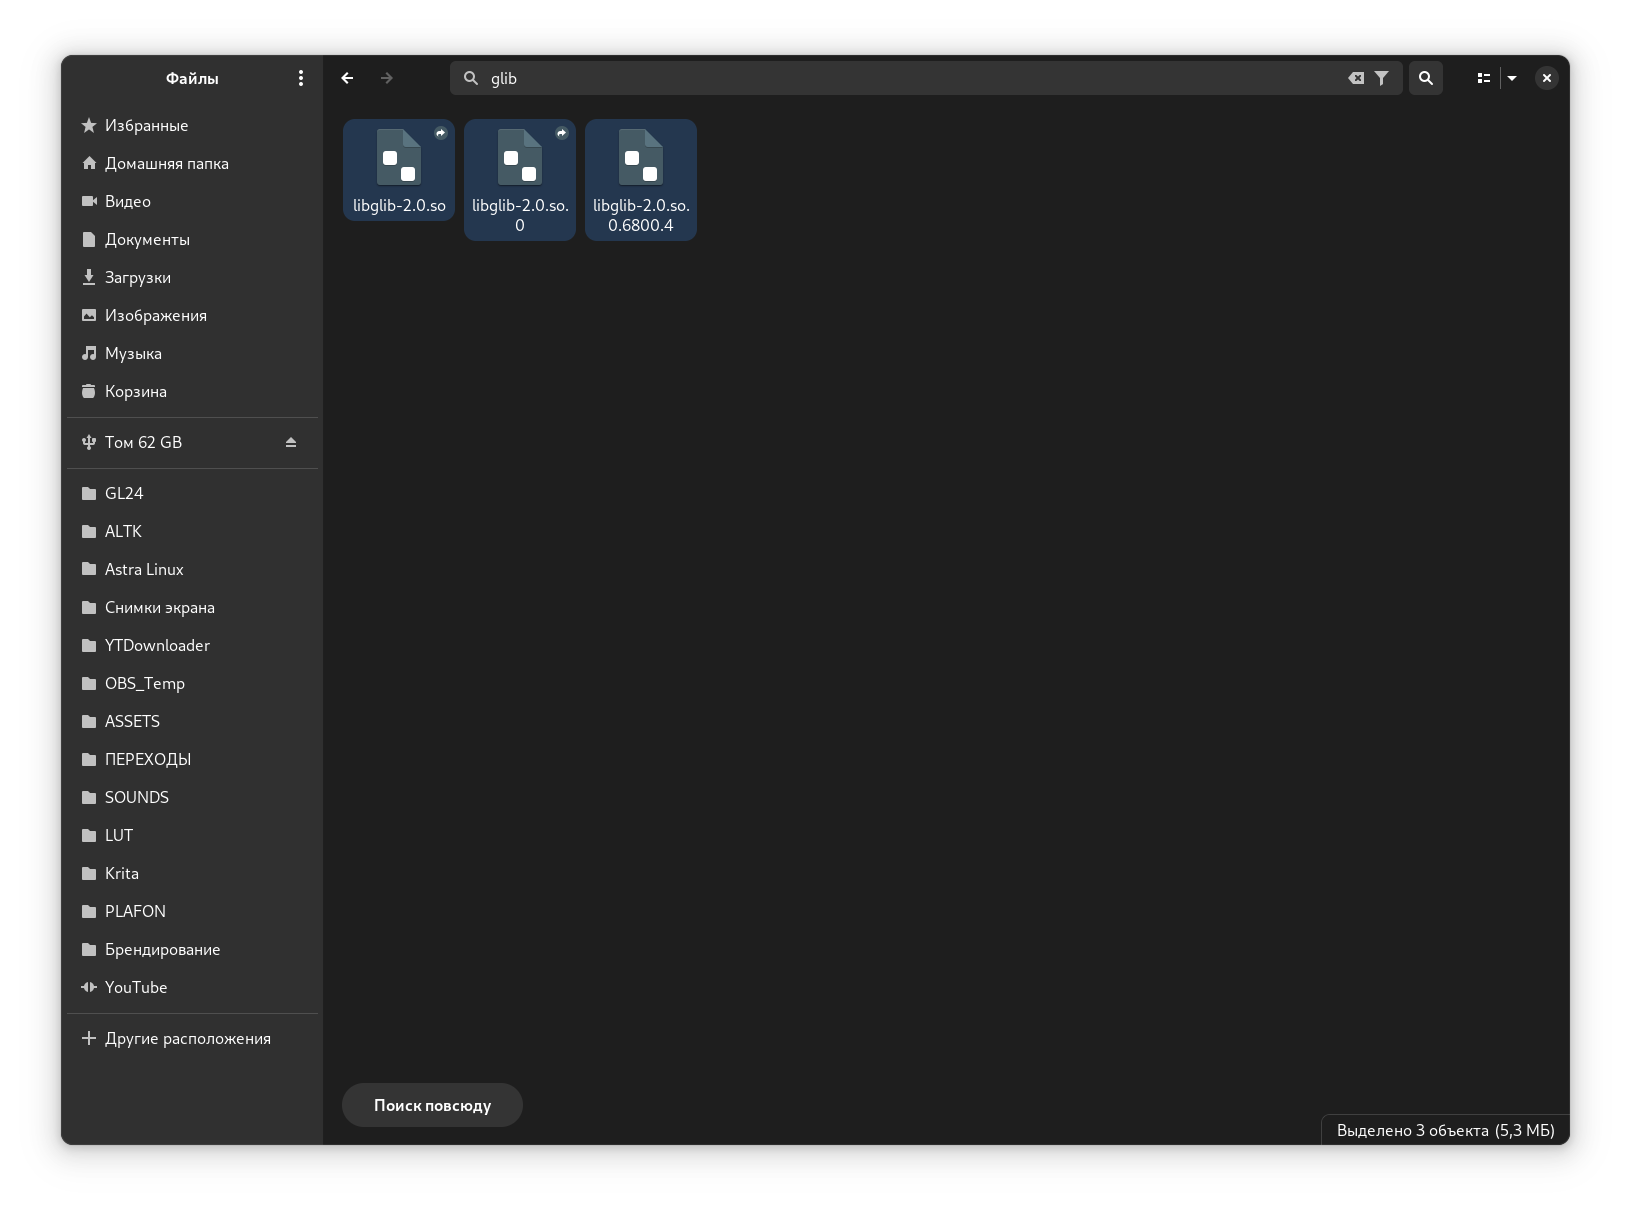 Файлы
glib
Избранные
Домашняя папка
Видео
Документы
Загрузки
Изображения
Музыка
Корзина
Том 62 GB
GL24
ALTK
Astra Linux
Снимки экрана
YTDownloader
OBS_Temp
ASSETS
ПЕРЕХОДЫ
SOUNDS
LUT
Krita
PLAFON
Брендирование
YouTube
Другие расположения
libglib-2.0.so
libglib-2.0.so.
0
libglib-2.0.so.
0.6800.4
Поиск повсюду
Выделено 3 объекта (5,3 МБ)